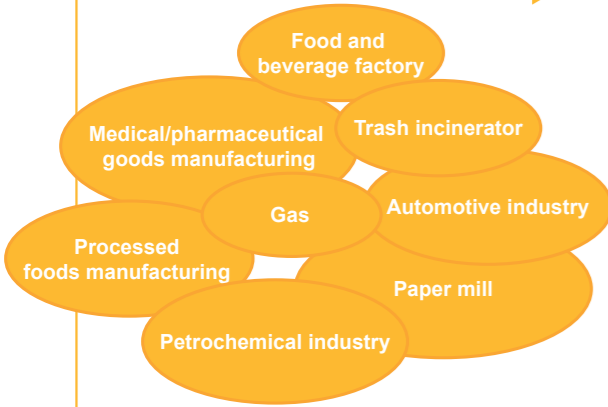 Food and
beverage factory
Trash incinerator
Medical/pharmaceutical
goods manufacturing
Gas
Automotive industry
Processed
foods manufacturing
Paper mill
Petrochemical industry